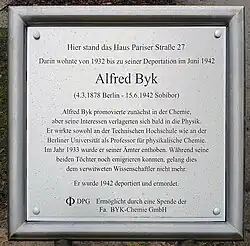 Hier stand das Haus Pariser Straße 27
Darin wohnte von 1932 bis zu seiner Deportation im Juni 1942
Alfred Byk
(4.3.1878 Berlin - 15.6.1942 Sobibor)
Alfred Byk promovierte zunächst in der Chemie,
aber seine Interessen verlagerten sich bald in die Physik.
Er wirkte sowohl an der Technischen Hochschule wie an der
Berliner Universität als Professor für physikalische Chemie.
Im Jahr 1933 wurde er seiner Ämter enthoben. Während seine
beiden Töchter noch emigrieren konnten, gelang dies
dem verwitweten Wissenschaftler nicht mehr.
Er wurde 1942 deportiert und ermordet.
Φ DPG Ermöglicht durch eine Spende der
Fa. BYK-Chemie GmbH